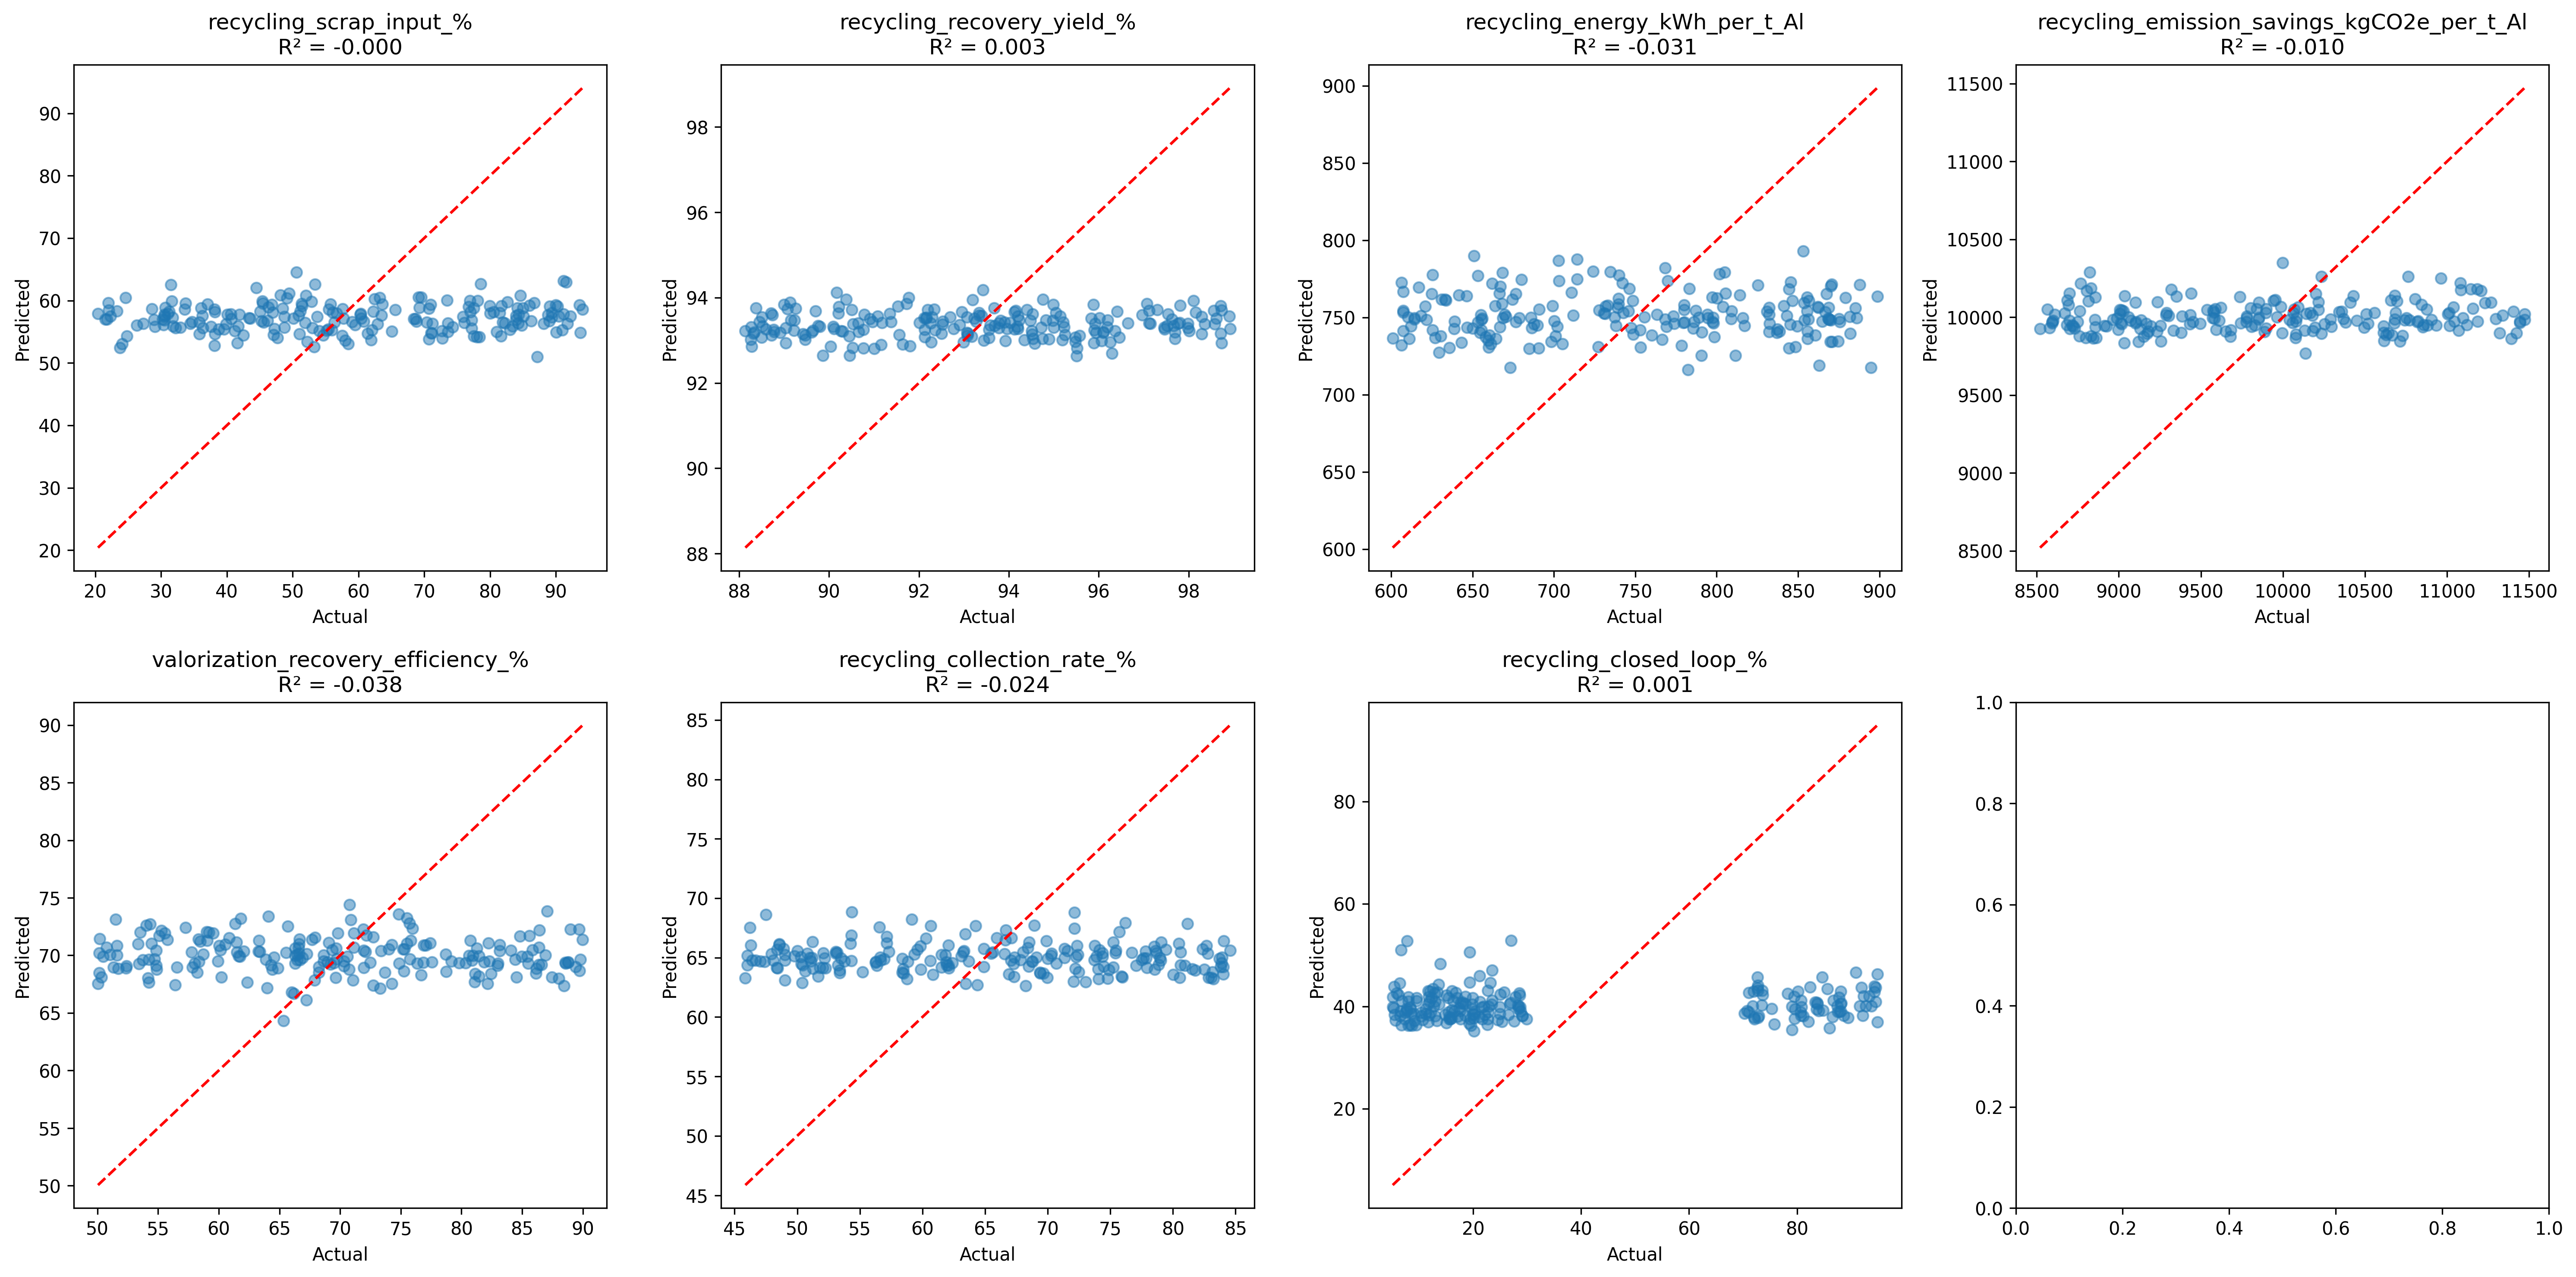 recycling_scrap_input_%
R² = -0.000
90
80
70
60
50
40
30
20
Predicted
20 30 40 50 60 70 80 90
Actual
recycling_recovery_yield_%
R² = 0.003
98
96
94
92
90
88
Predicted
88 90 92 94 96 98
Actual
recycling_energy_kWh_per_t_Al
R² = -0.031
900
850
800
750
700
650
600
Predicted
600 650 700 750 800 850 900
Actual
recycling_emission_savings_kgCO2e_per_t_Al
R² = -0.010
11500
11000
10500
10000
9500
9000
8500
Predicted
8500 9000 9500 10000 10500 11000 11500
Actual
valorization_recovery_efficiency_%
R² = -0.038
90
85
80
75
70
65
60
55
50
Predicted
50 55 60 65 70 75 80 85 90
Actual
recycling_collection_rate_%
R² = -0.024
85
80
75
70
65
60
55
50
45
Predicted
45 50 55 60 65 70 75 80 85
Actual
recycling_closed_loop_%
R² = 0.001
80
60
40
20
Predicted
20 40 60 80
Actual
1.0
0.8
0.6
0.4
0.2
0.0
0.0 0.2 0.4 0.6 0.8 1.0